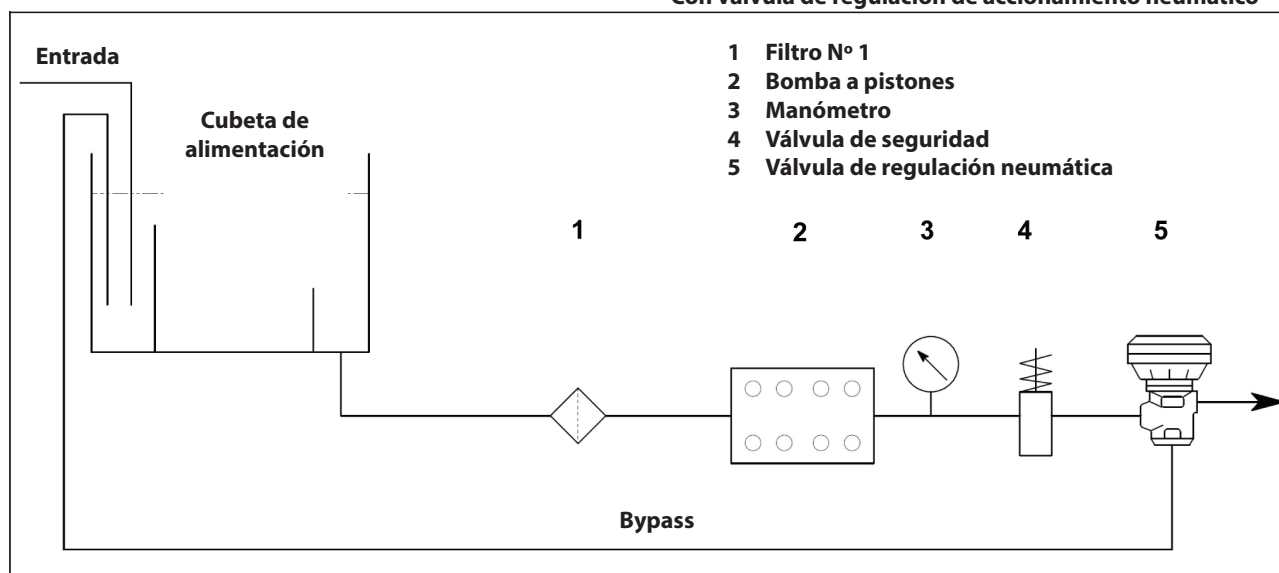 Con válvula de regulación de accionamiento neumático
Entrada
Cubeta de
alimentación
1 Filtro Nº 1
2 Bomba a pistones
3 Manómetro
4 Válvula de seguridad
5 Válvula de regulación neumática
1 2 3 4 5
Bypass